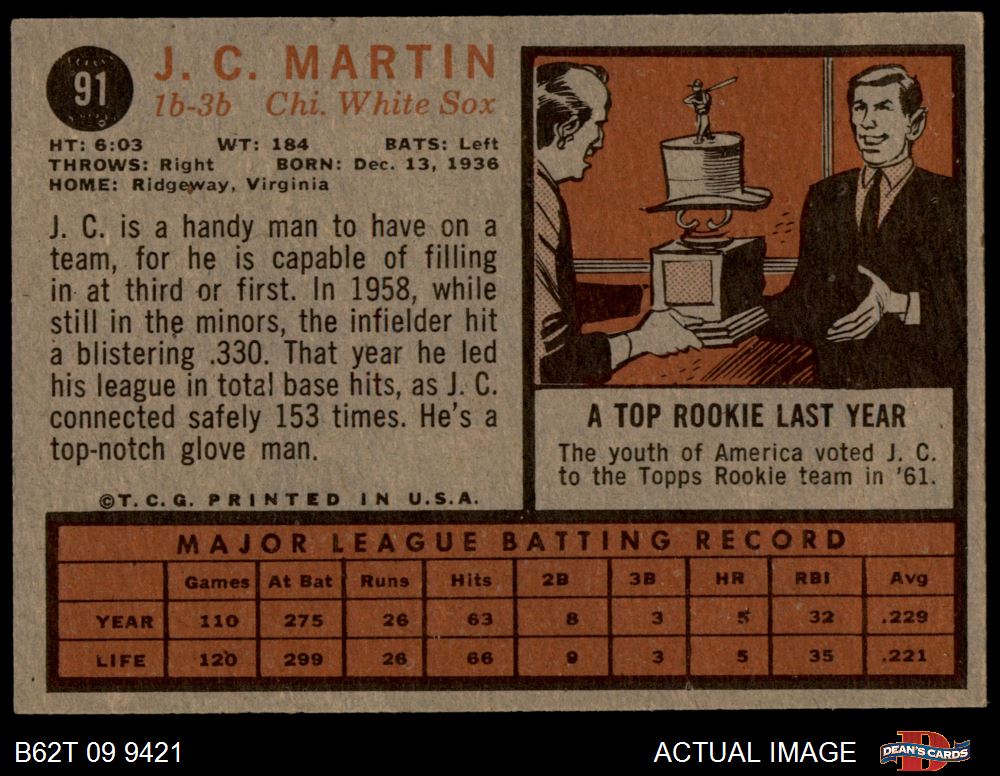 91
J. C. MARTIN
1b-3b Chi. White Sox
HT: 6:03 WT: 184 BATS: Left
THROWS: Right BORN: Dec. 13, 1936
HOME: Ridgeway, Virginia
J. C. is a handy man to have on a
team, for he is capable of filling
in at third or first. In 1958, while
still in the minors, the infielder hit
a blistering .330. That year he led
his league in total base hits, as J. C.
connected safely 153 times. He's a
top-notch glove man.
©T.C.G. PRINTED IN U.S.A.
A TOP ROOKIE LAST YEAR
The youth of America voted J. C.
to the Topps Rookie team in '61.
MAJOR LEAGUE BATTING RECORD
Games At Bat Runs Hits 2B 3B HR RBI Avg
YEAR 110 275 26 63 8 3 5 32 .229
LIFE 120 299 26 66 9 3 5 35 .221
B62T 09 9421 ACTUAL IMAGE DEAN'S CARDS